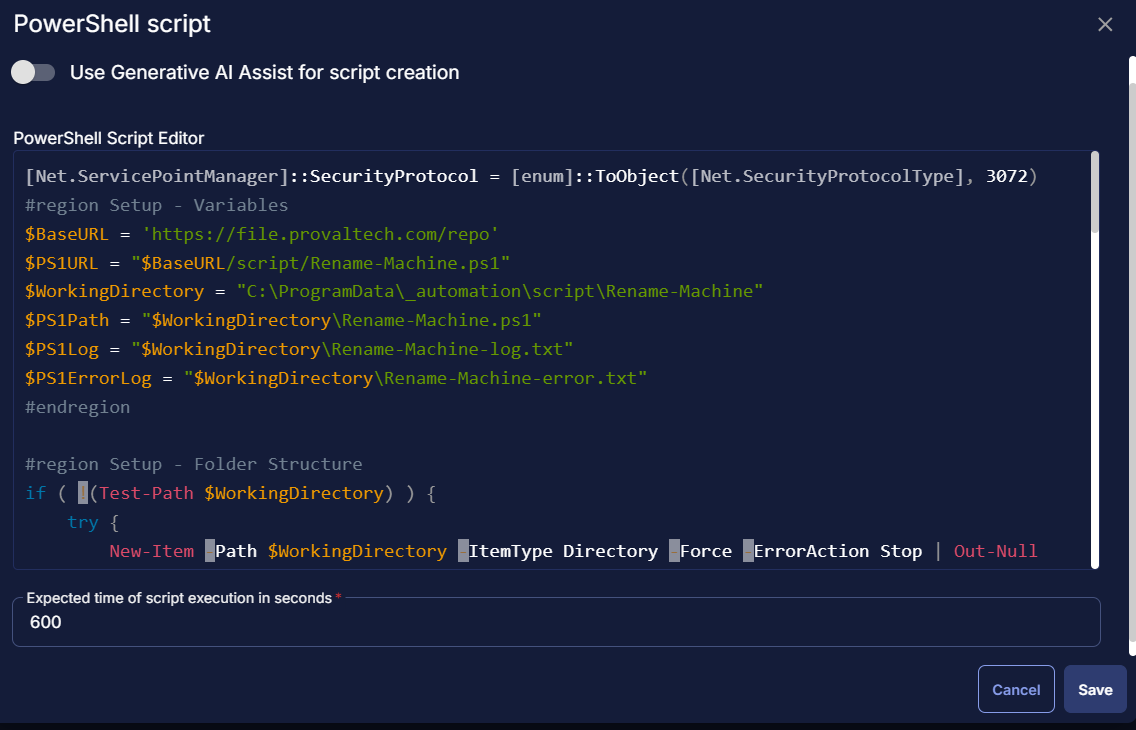 PowerShell script
Use Generative AI Assist for script creation
PowerShell Script Editor
[Net.ServicePointManager]::SecurityProtocol = [enum]::ToObject([Net.SecurityProtocolType], 3072)
#region Setup - Variables
$BaseURL = 'https://file.provaltech.com/repo'
$PS1URL = "$BaseURL/script/Rename-Machine.ps1"
$WorkingDirectory = "C:\ProgramData\_automation\script\Rename-Machine"
$PS1Path = "$WorkingDirectory\Rename-Machine.ps1"
$PS1Log = "$WorkingDirectory\Rename-Machine-log.txt"
$PS1ErrorLog = "$WorkingDirectory\Rename-Machine-error.txt"
#endregion
#region Setup - Folder Structure
if ( !(Test-Path $WorkingDirectory) ) {
try {
New-Item -Path $WorkingDirectory -ItemType Directory -Force -ErrorAction Stop | Out-Null
Expected time of script execution in seconds *
600
Cancel
Save